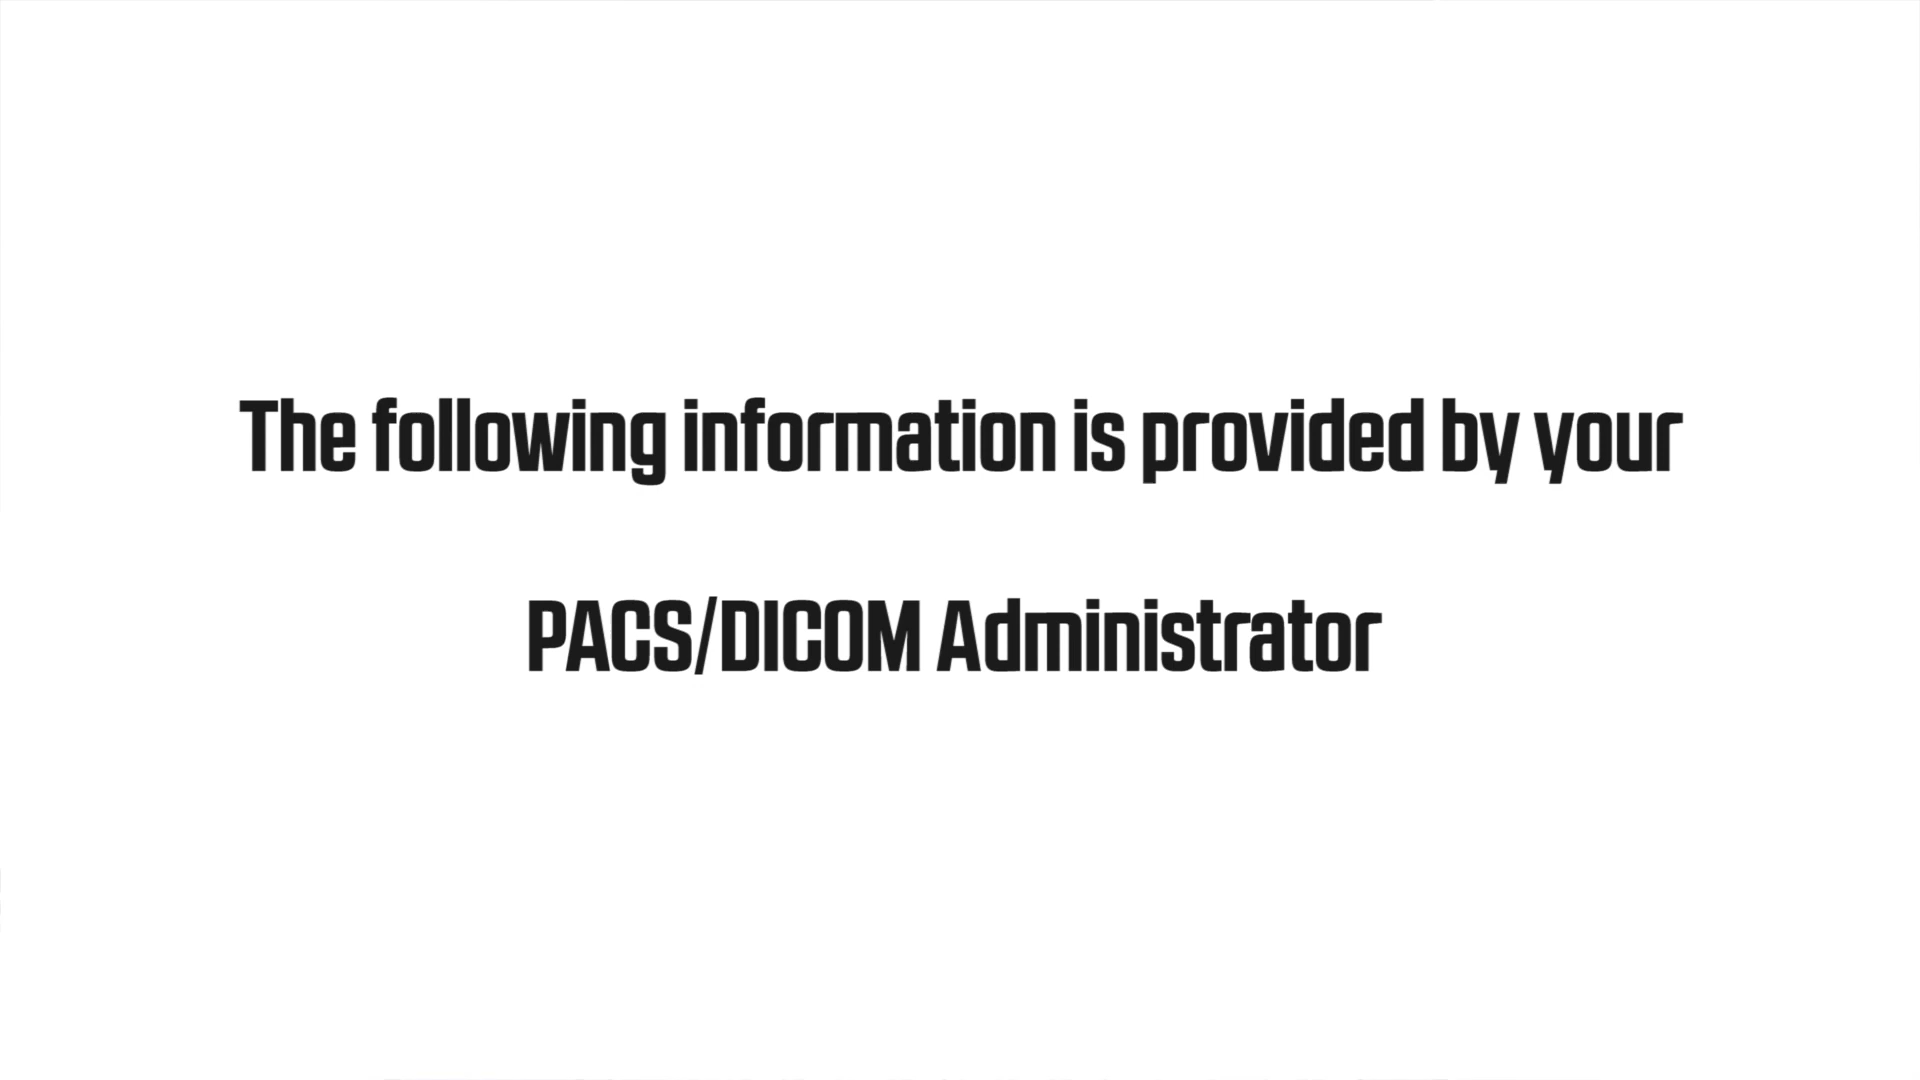 The following information is provided by your
PACS/DICOM Administrator